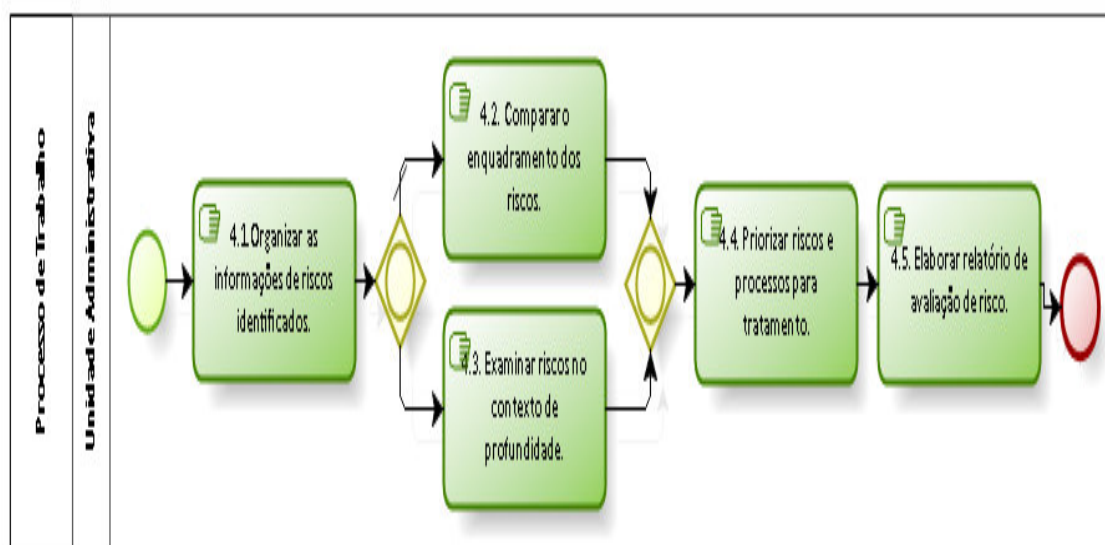 Processo de Trabalho
Unidade Administrativa
4.1.Organizar as
informações de riscos
identificados.
4.2. Comparar o
enquadramento dos
riscos.
4.3. Examinar riscos no
contexto de
profundidade.
4.4. Priorizar riscos e
processos para
tratamento.
4.5. Elaborar relatório de
avaliação de risco.